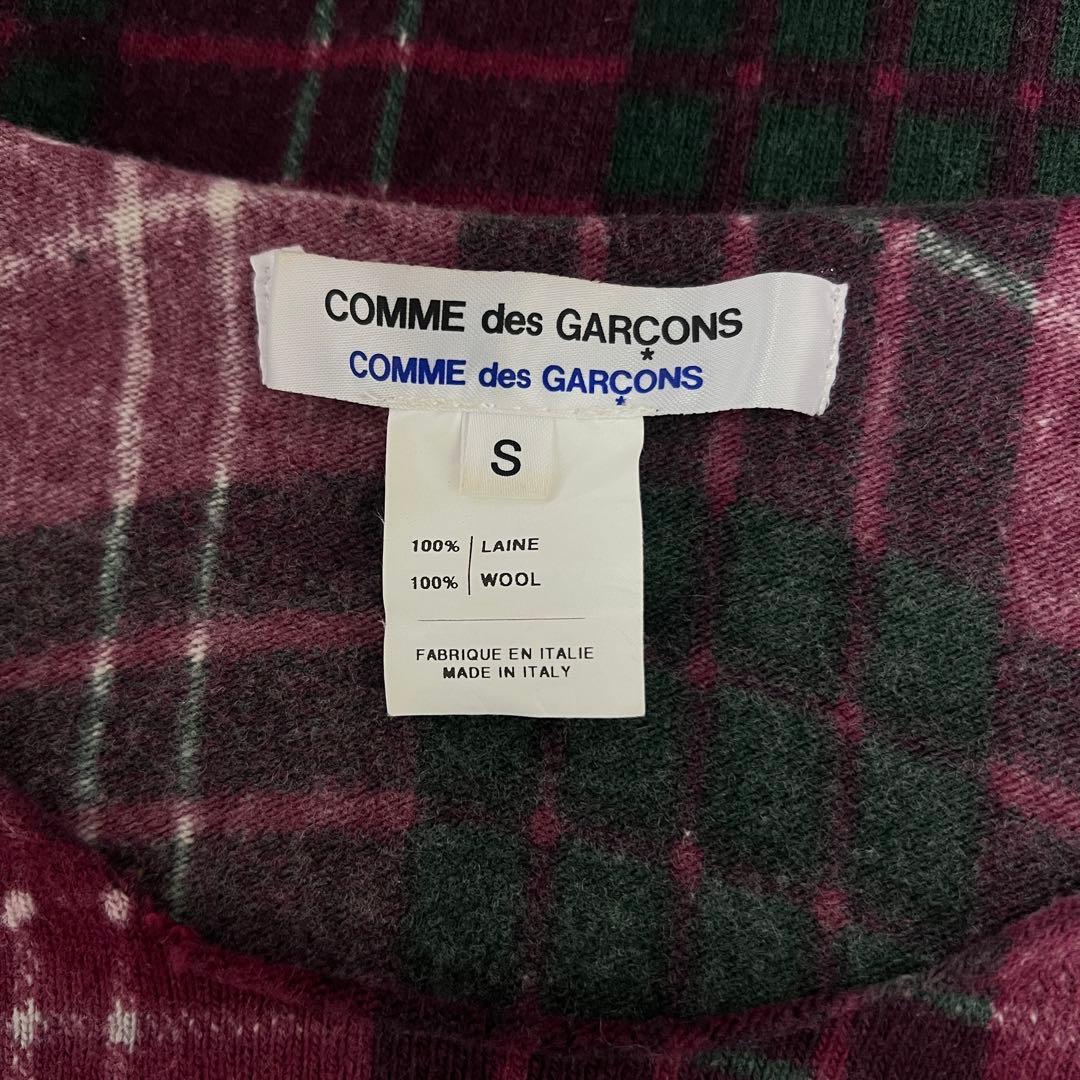 COMME des GARÇONS
COMME des GARÇONS
S
100% LAINE
100% WOOL
FABRIQUE EN ITALIE
MADE IN ITALY